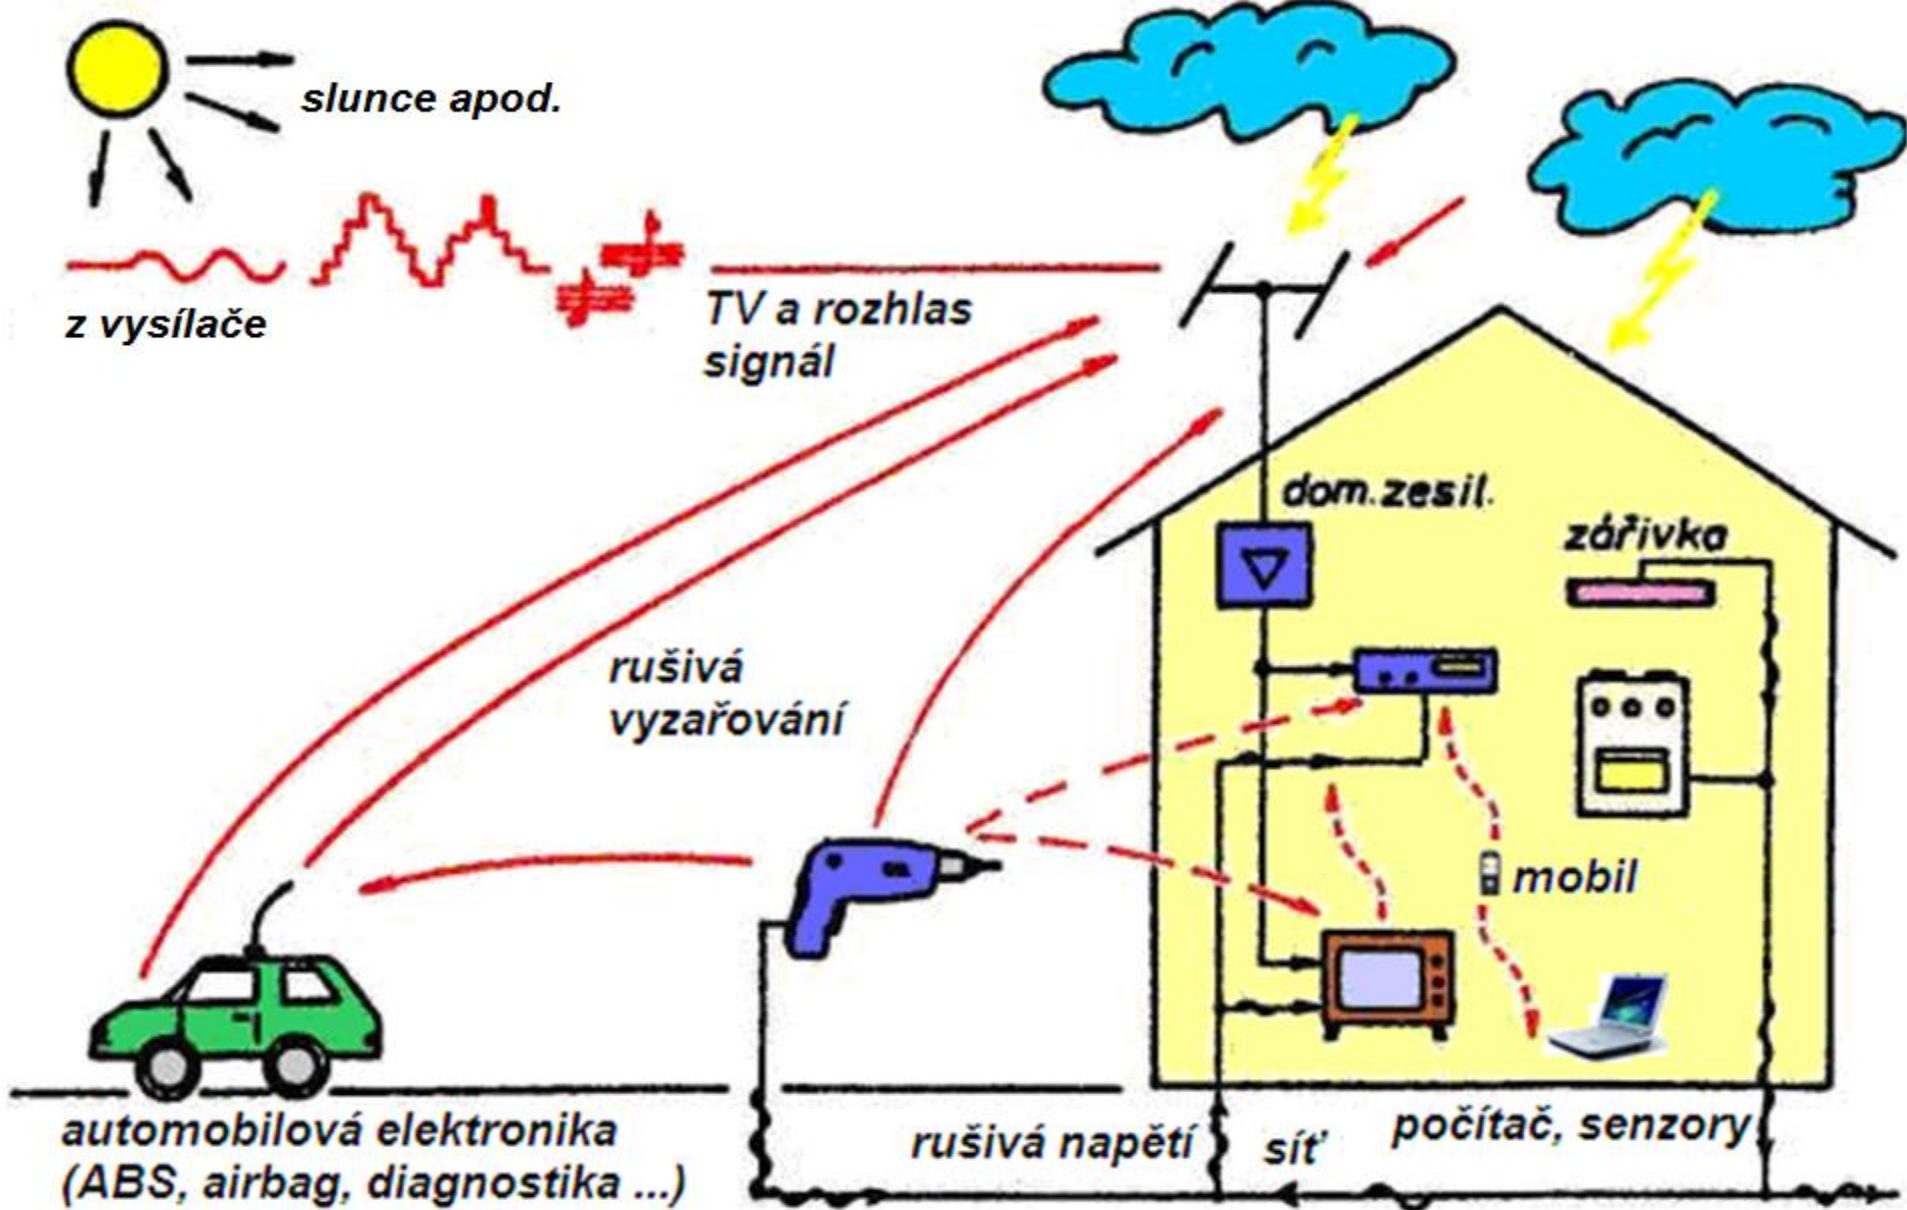 slunce apod.
z vysílače
TV a rozhlas
signál
dom.zesil.
zářivka
rušivá
vyzařování
mobil
automobilová elektronika
(ABS, airbag, diagnostika ...)
rušivá napětí
síť
počítač, senzory